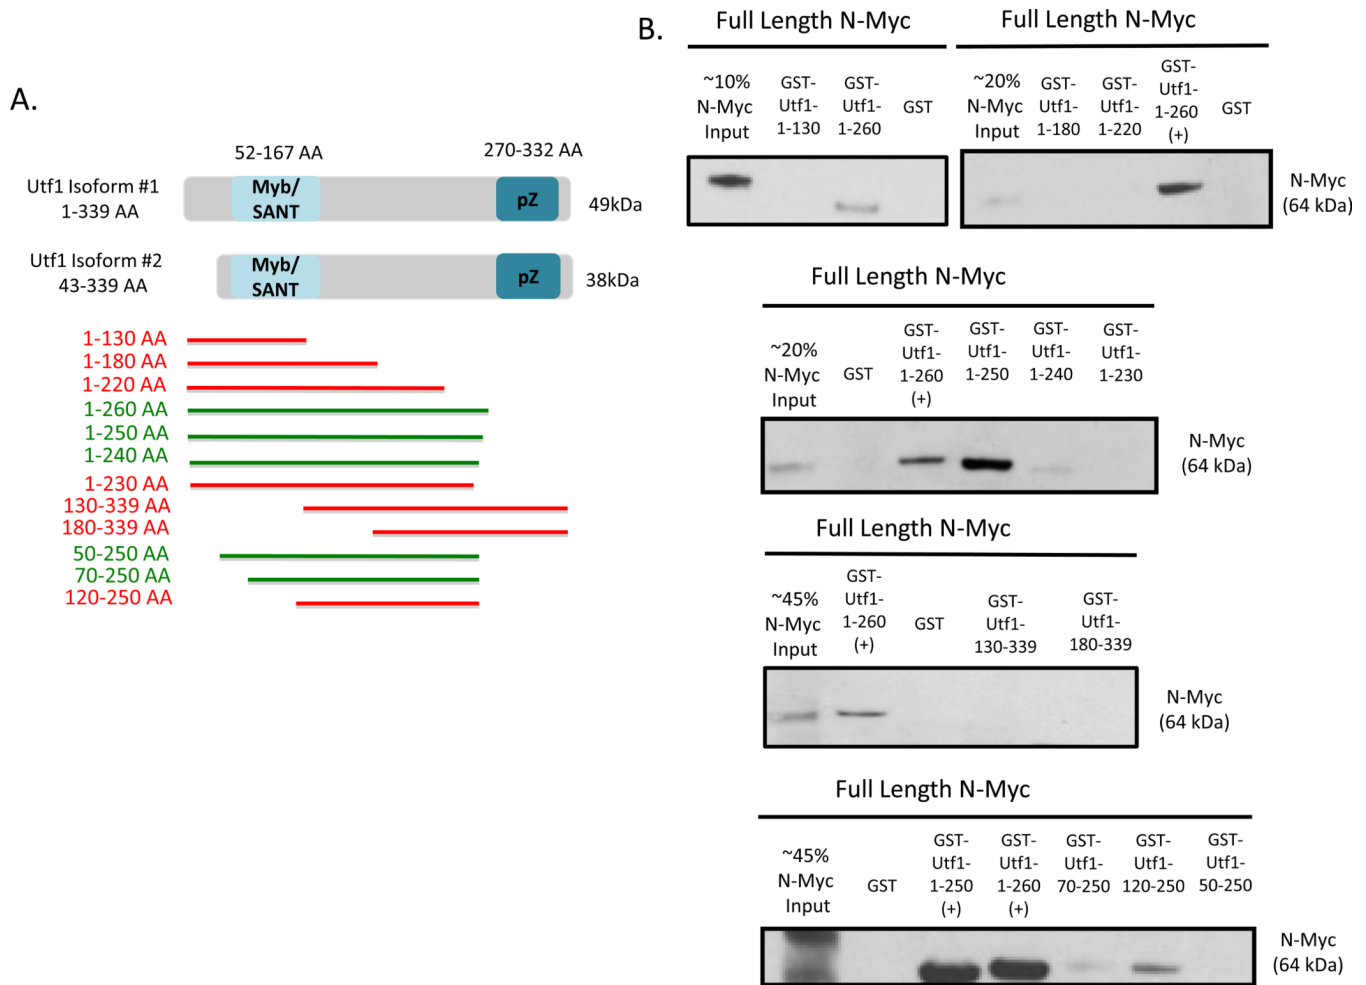 A.
52-167 AA
270-332 AA
Utf1 Isoform #1
1-339 AA
Myb/
SANT
pZ
49kDa
Utf1 Isoform #2
43-339 AA
Myb/
SANT
pZ
38kDa
1-130 AA
1-180 AA
1-220 AA
1-260 AA
1-250 AA
1-240 AA
1-230 AA
130-339 AA
180-339 AA
50-250 AA
70-250 AA
120-250 AA
B.
Full Length N-Myc
~10%
N-Myc
Input
GST-
Utf1-
1-130
GST-
Utf1-
1-260
GST
Full Length N-Myc
~20%
N-Myc
Input
GST-
Utf1-
1-180
GST-
Utf1-
1-220
GST-
Utf1-
1-260
(+)
GST
N-Myc
(64 kDa)
Full Length N-Myc
~20%
N-Myc
Input
GST
GST-
Utf1-
1-260
(+)
GST-
Utf1-
1-250
GST-
Utf1-
1-240
GST-
Utf1-
1-230
N-Myc
(64 kDa)
Full Length N-Myc
~45%
N-Myc
Input
GST-
Utf1-
1-260
(+)
GST
GST-
Utf1-
130-339
GST-
Utf1-
180-339
N-Myc
(64 kDa)
Full Length N-Myc
~45%
N-Myc
Input
GST
GST-
Utf1-
1-250
(+)
GST-
Utf1-
1-260
(+)
GST-
Utf1-
70-250
GST-
Utf1-
120-250
GST-
Utf1-
50-250
N-Myc
(64 kDa)